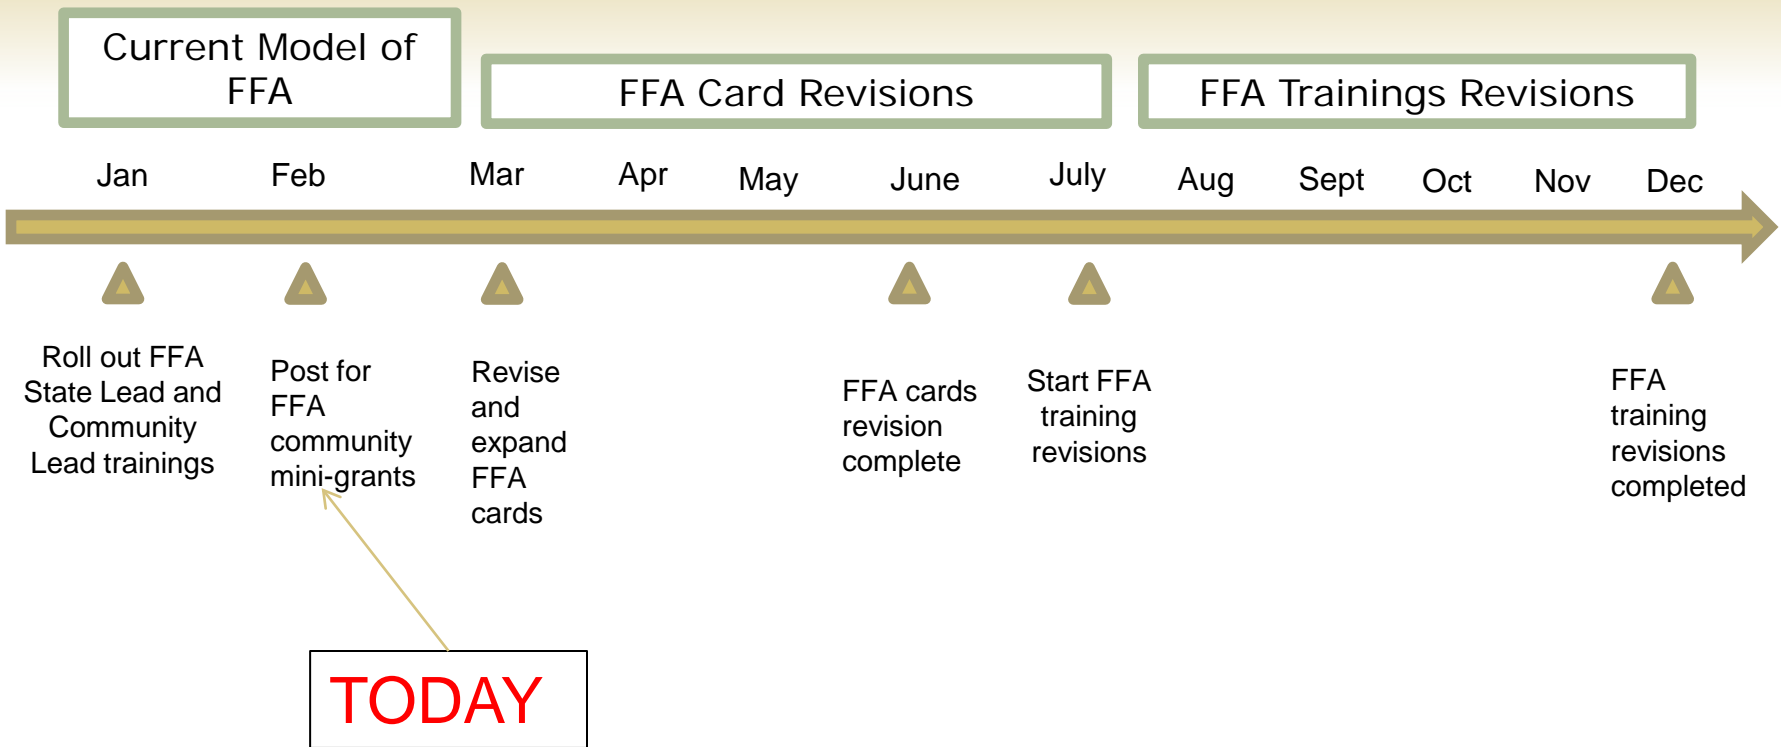 Current Model of
FFA
FFA Card Revisions
FFA Trainings Revisions
Jan
Feb
Mar
Apr
May
June
July
Aug
Sept
Oct
Nov
Dec
Roll out FFA
State Lead and
Community
Lead trainings
Post for
FFA
community
mini-grants
Revise
and
expand
FFA
cards
FFA cards
revision
complete
Start FFA
training
revisions
FFA
training
revisions
completed
TODAY